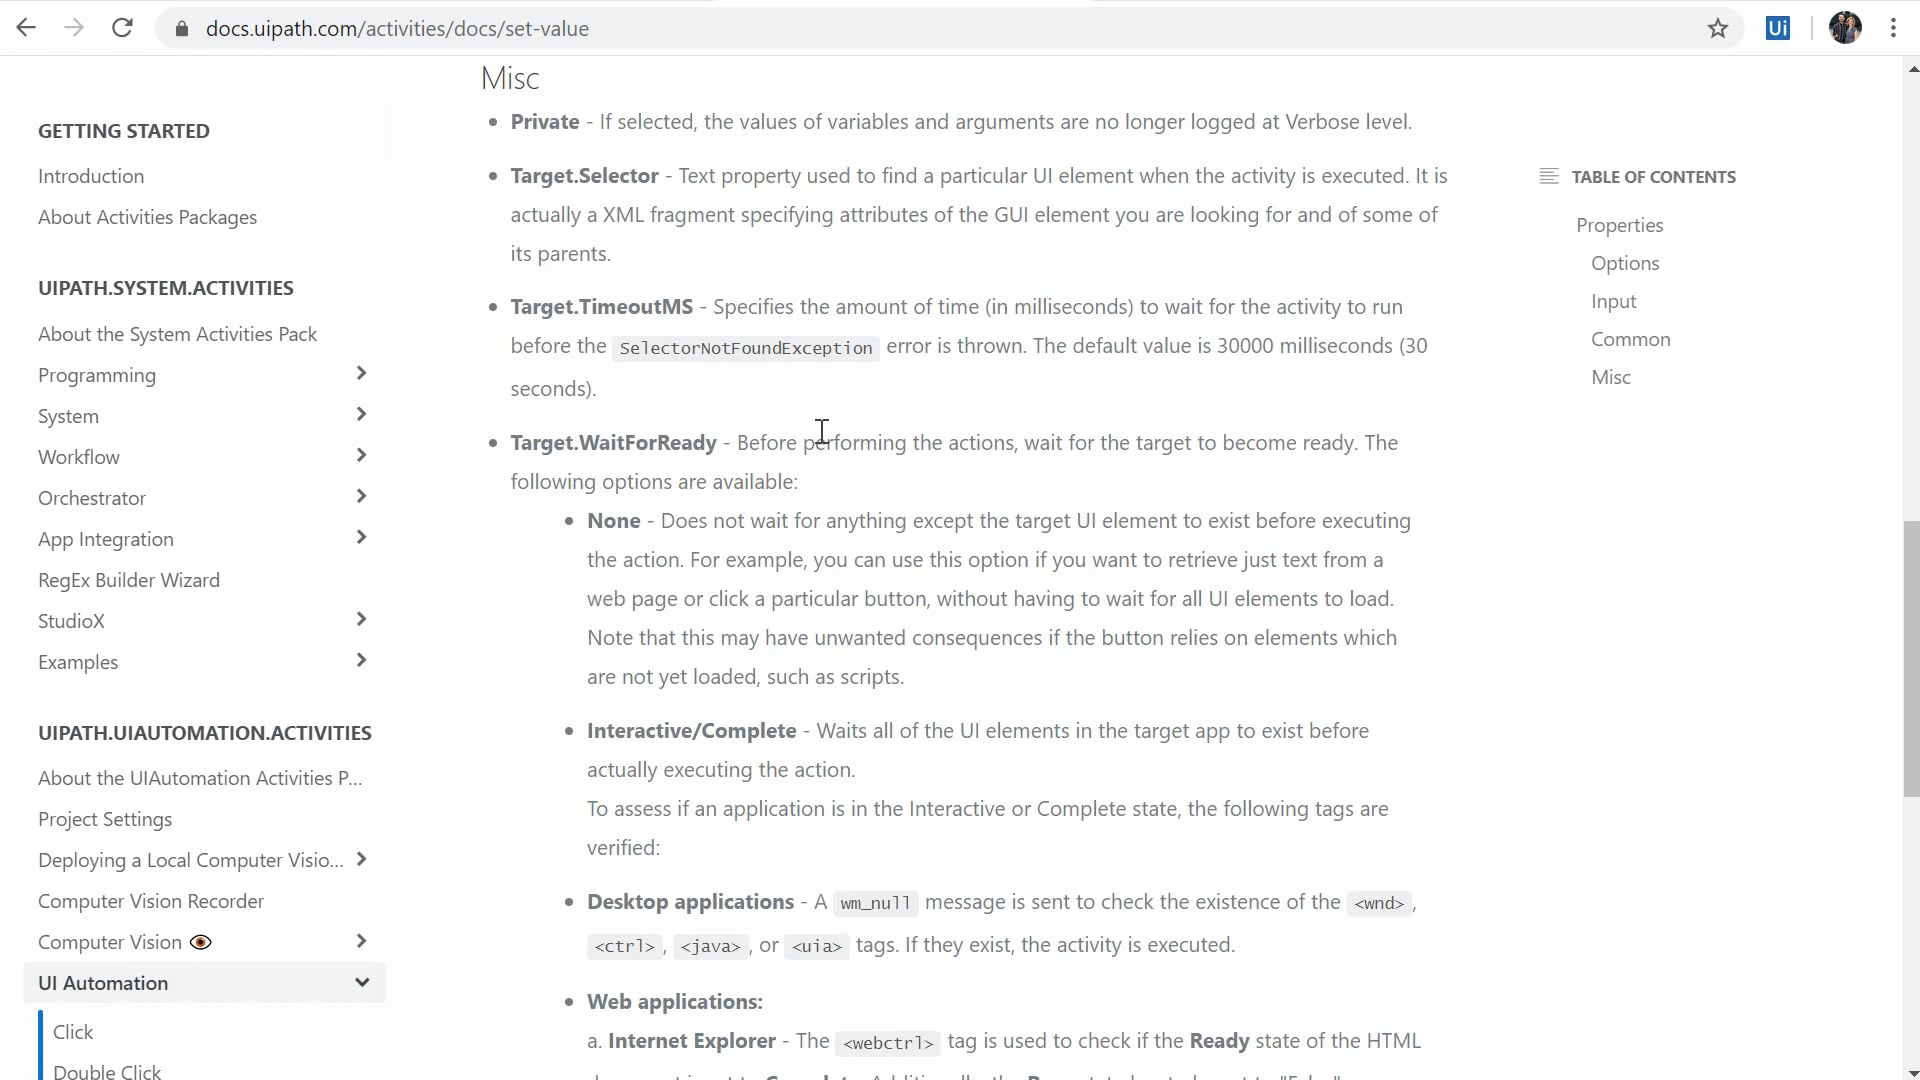 docs.uipath.com/activities/docs/set-value
Ui
GETTING STARTED
Introduction
About Activities Packages
UIPATH.SYSTEM.ACTIVITIES
About the System Activities Pack
Programming
System
Workflow
Orchestrator
App Integration
RegEx Builder Wizard
StudioX
Examples
UIPATH.UIAUTOMATION.ACTIVITIES
About the UIAutomation Activities P...
Project Settings
Deploying a Local Computer Visio...
Computer Vision Recorder
Computer Vision
UI Automation
Click
Double Click
Misc
Private - If selected, the values of variables and arguments are no longer logged at Verbose level.
Target.Selector - Text property used to find a particular UI element when the activity is executed. It is
actually a XML fragment specifying attributes of the GUI element you are looking for and of some of
its parents.
Target.TimeoutMS - Specifies the amount of time (in milliseconds) to wait for the activity to run
before the SelectorNotFoundException error is thrown. The default value is 30000 milliseconds (30
seconds).
Target.WaitForReady - Before performing the actions, wait for the target to become ready. The
following options are available:
None - Does not wait for anything except the target UI element to exist before executing
the action. For example, you can use this option if you want to retrieve just text from a
web page or click a particular button, without having to wait for all UI elements to load.
Note that this may have unwanted consequences if the button relies on elements which
are not yet loaded, such as scripts.
Interactive/Complete - Waits all of the UI elements in the target app to exist before
actually executing the action.
To assess if an application is in the Interactive or Complete state, the following tags are
verified:
Desktop applications - A wm_null message is sent to check the existence of the <wnd>,
<ctrl>, <java>, or <uia> tags. If they exist, the activity is executed.
Web applications:
a. Internet Explorer - The <webctrl> tag is used to check if the Ready state of the HTML
TABLE OF CONTENTS
Properties
Options
Input
Common
Misc